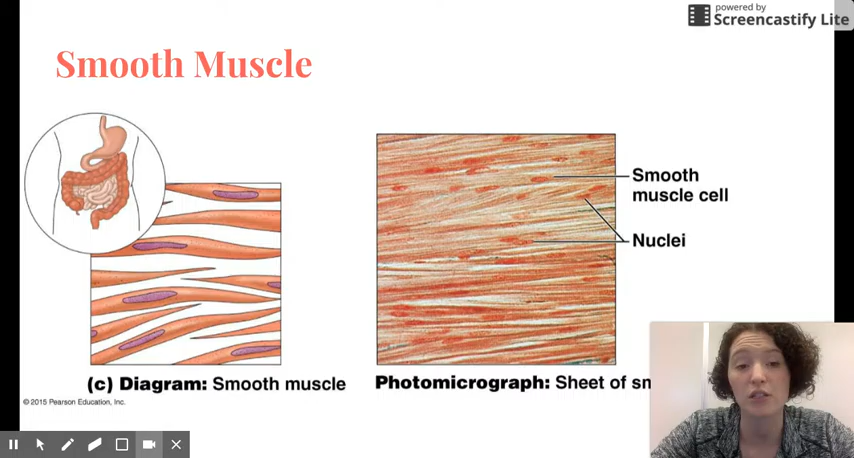 powered by
Screencastify Lite
Smooth Muscle
Smooth
muscle cell
Nuclei
(c) Diagram: Smooth muscle
Photomicrograph: Sheet of sm
© 2015 Pearson Education, Inc.